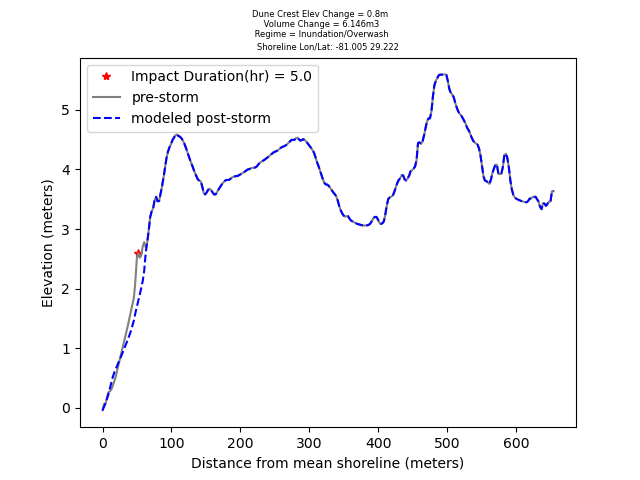 Dune Crest Elev Change = 0.8m
Volume Change = 6.146m3
Regime = Inundation/Overwash
Shoreline Lon/Lat: -81.005 29.222
Impact Duration(hr) = 5.0
pre-storm
modeled post-storm
Elevation (meters)
5
4
3
2
1
0
0 100 200 300 400 500 600
Distance from mean shoreline (meters)